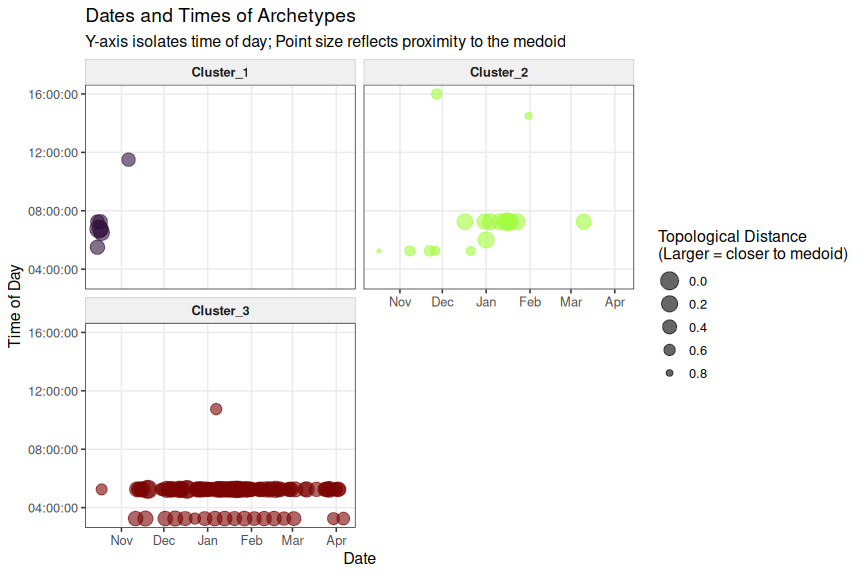 Dates and Times of Archetypes
Y-axis isolates time of day; Point size reflects proximity to the medoid
Cluster_1
Cluster_2
16:00:00
12:00:00
08:00:00
04:00:00
Nov Dec Jan Feb Mar Apr
Cluster_3
16:00:00
12:00:00
08:00:00
04:00:00
Nov Dec Jan Feb Mar Apr
Time of Day
Date
Topological Distance
(Larger = closer to medoid)
0.0
0.2
0.4
0.6
0.8